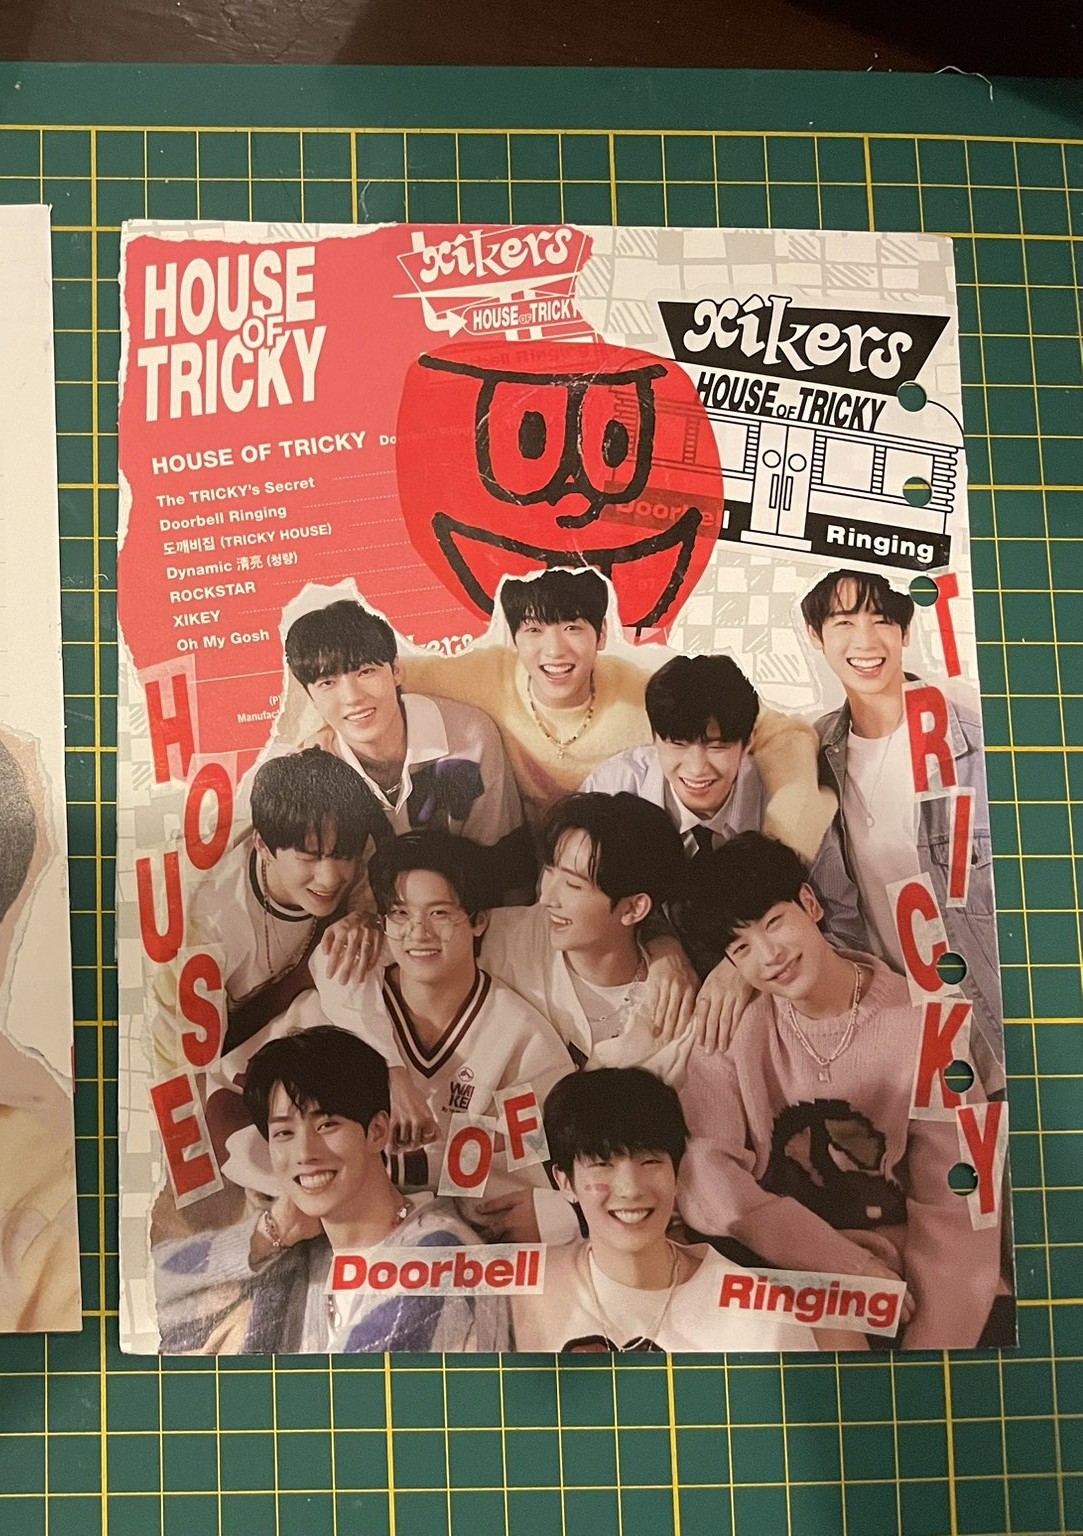 HOUSE
OF
TRICKY
xikers
HOUSE OF TRICKY
xikers
HOUSE OF TRICKY
Ringing
HOUSE OF TRICKY
The TRICKY's Secret
Doorbell Ringing
도깨비집 (TRICKY HOUSE)
Dynamic 清亮 (청량)
ROCKSTAR
XIKEY
Oh My Gosh
(P)
HOUSE
OF
TRICKY
Doorbell
Ringing